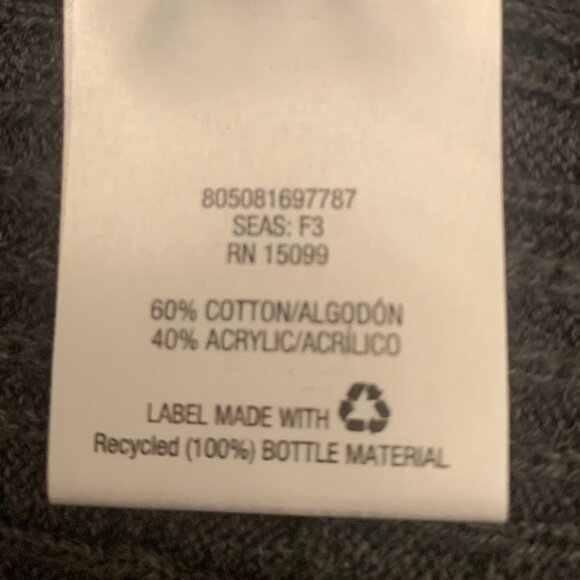 805081697787
SEAS: F3
RN 15099
60% COTTON/ALGODÓN
40% ACRYLIC/ACRÍLICO
LABEL MADE WITH
Recycled (100%) BOTTLE MATERIAL